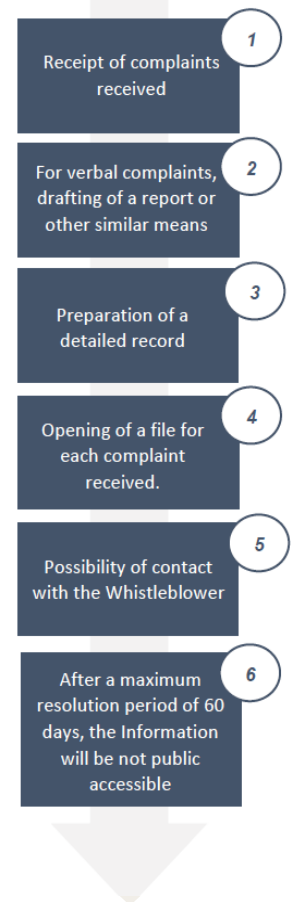 1
Receipt of complaints
received
2
For verbal complaints,
drafting of a report or
other similar means
3
Preparation of a
detailed record
4
Opening of a file for
each complaint
received.
5
Possibility of contact
with the Whistleblower
6
After a maximum
resolution period of 60
days, the Information
will be not public
accessible